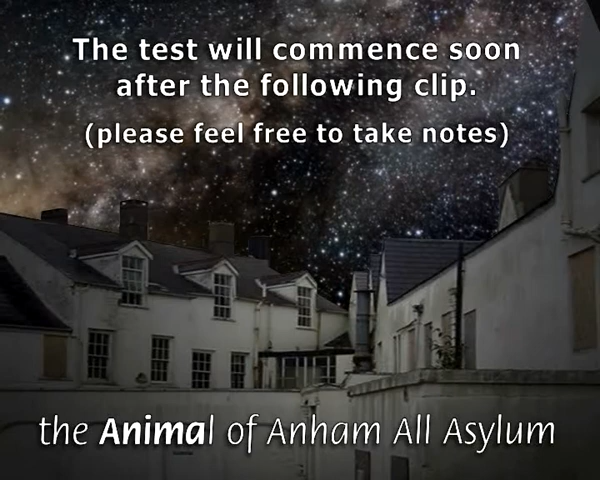 The test will commence soon
after the following clip.
(please feel free to take notes)
the Animal of Anham All Asylum